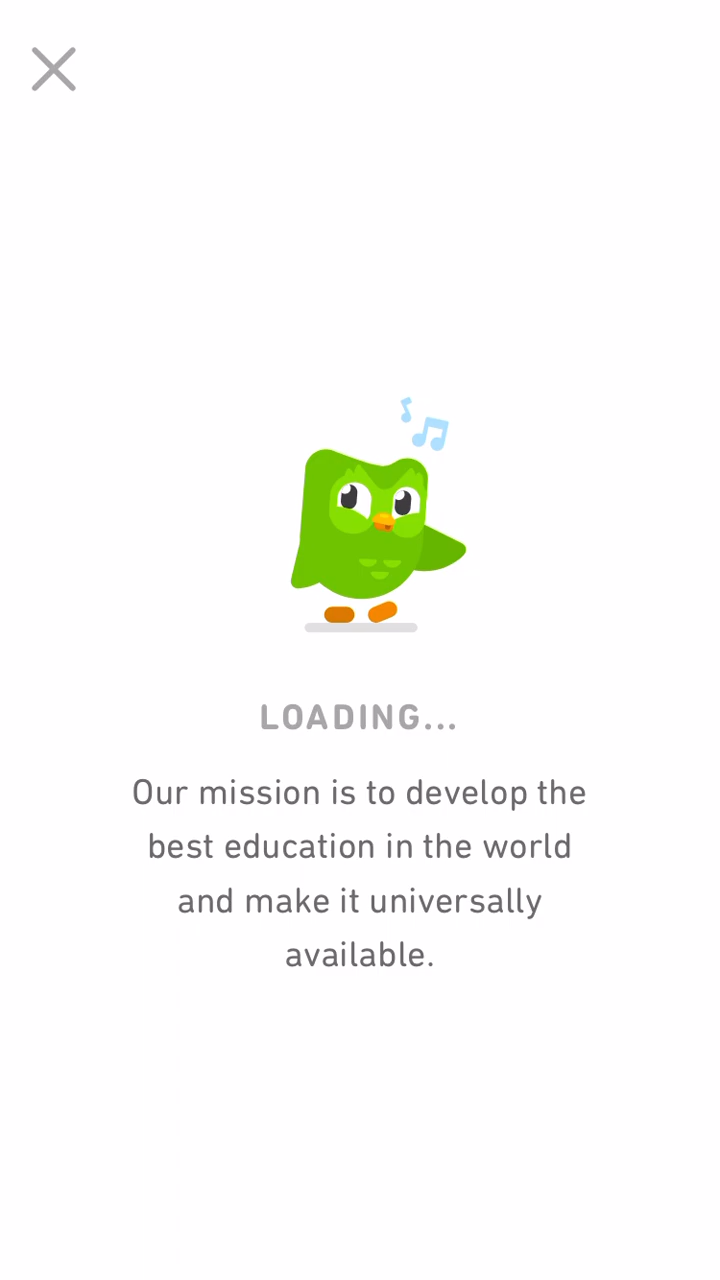 LOADING...
Our mission is to develop the
best education in the world
and make it universally
available.